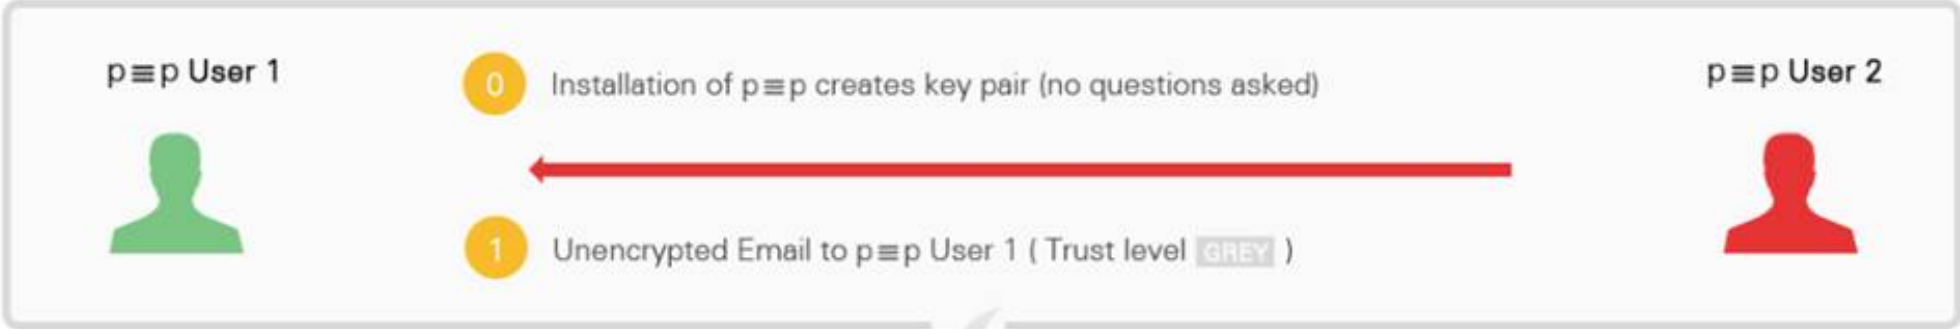 p≡p User 1
0 Installation of p≡p creates key pair (no questions asked)
p≡p User 2
1 Unencrypted Email to p≡p User 1 ( Trust level GREY )